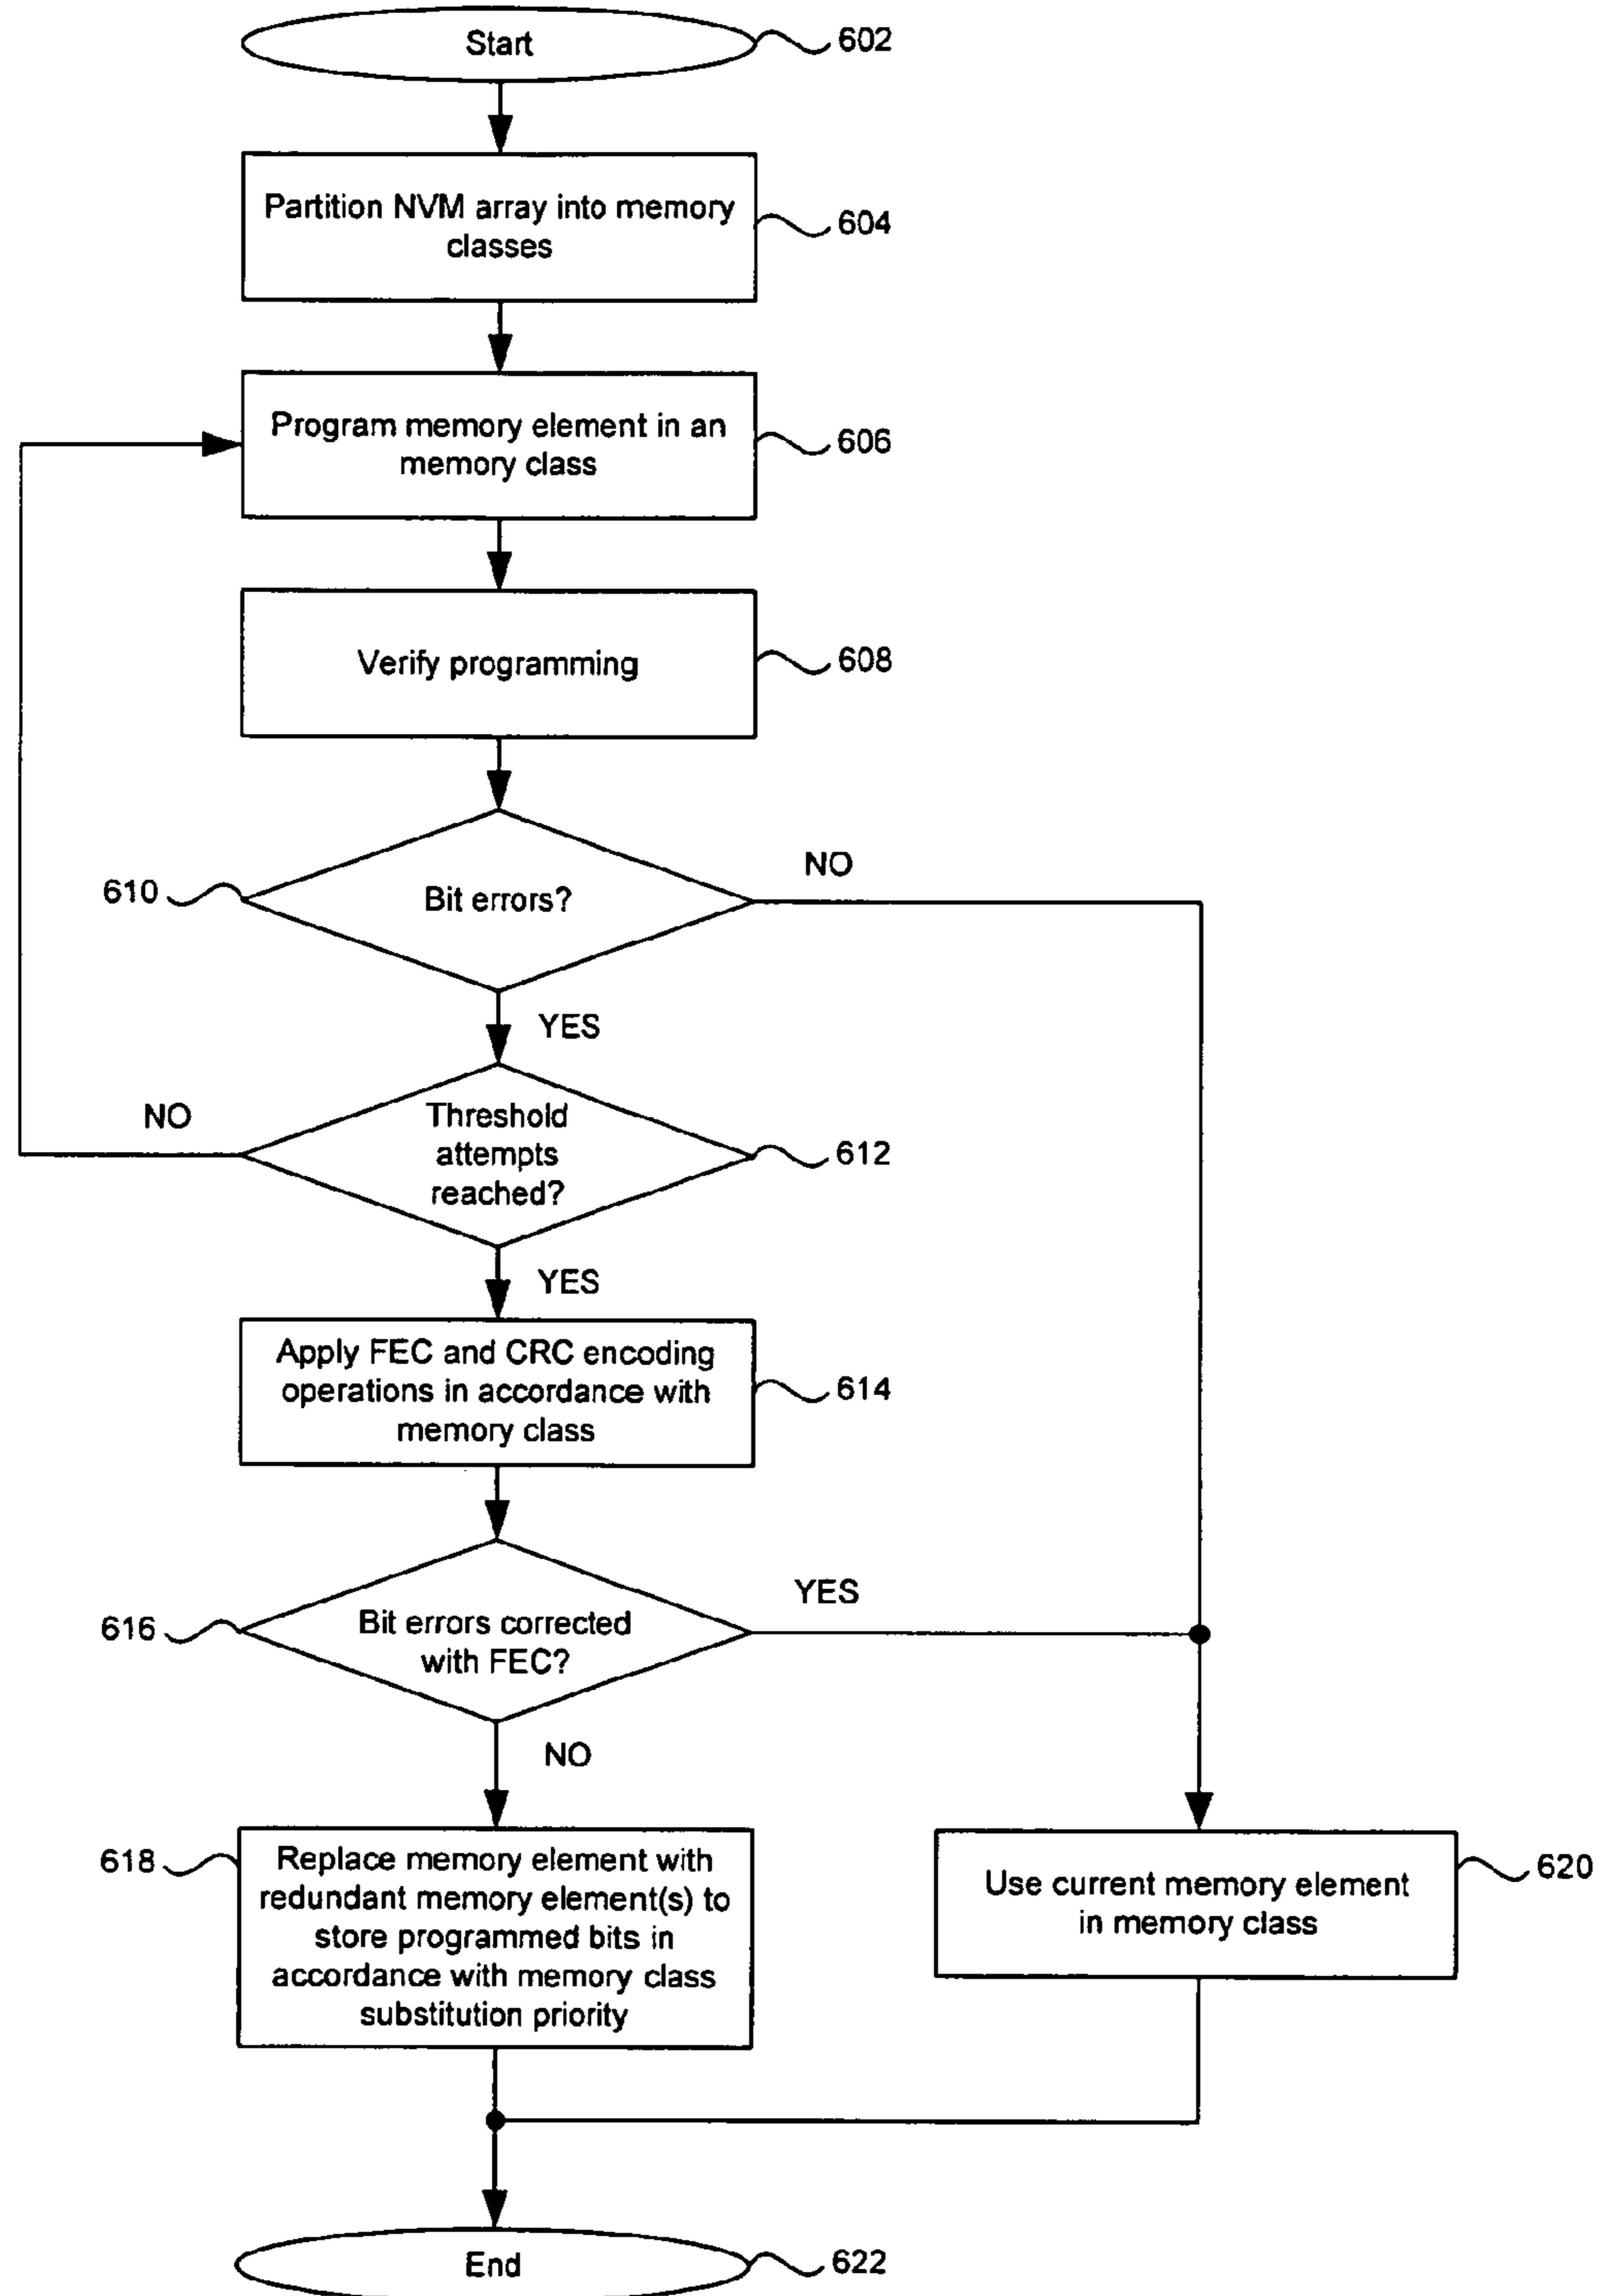 Start
602
Partition NVM array into memory
classes
604
Program memory element in an
memory class
606
Verify programming
608
Bit errors?
610
NO
YES
Threshold
attempts
reached?
612
NO
YES
Apply FEC and CRC encoding
operations in accordance with
memory class
614
Bit errors corrected
with FEC?
616
YES
NO
Replace memory element with
redundant memory element(s) to
store programmed bits in
accordance with memory class
substitution priority
618
Use current memory element
in memory class
620
End
622